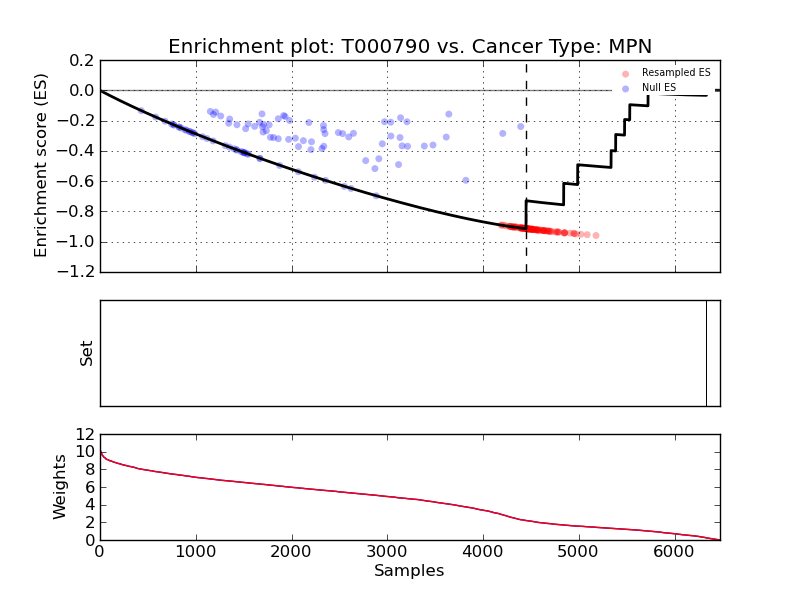 Enrichment plot: T000790 vs. Cancer Type: MPN
Enrichment score (ES)
0.2
0.0
−0.2
−0.4
−0.6
−0.8
−1.0
−1.2
Resampled ES
Null ES
Set
Weights
12
10
8
6
4
2
0
0 1000 2000 3000 4000 5000 6000
Samples